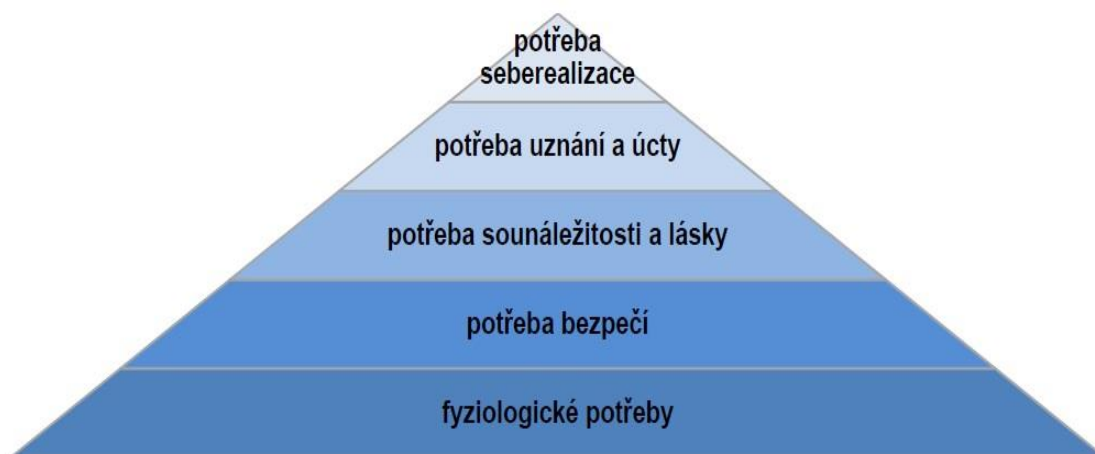 potřeba
seberealizace
potřeba uznání a úcty
potřeba sounáležitosti a lásky
potřeba bezpečí
fyziologické potřeby